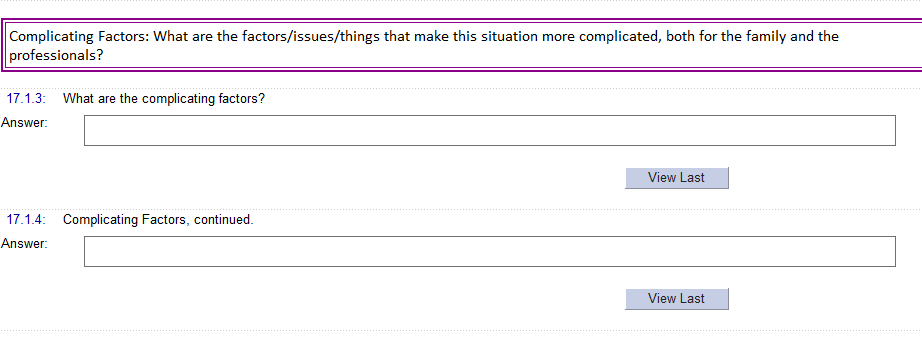 Complicating Factors: What are the factors/issues/things that make this situation more complicated, both for the family and the
professionals?
17.1.3: What are the complicating factors?
Answer:
View Last
17.1.4: Complicating Factors, continued.
Answer:
View Last